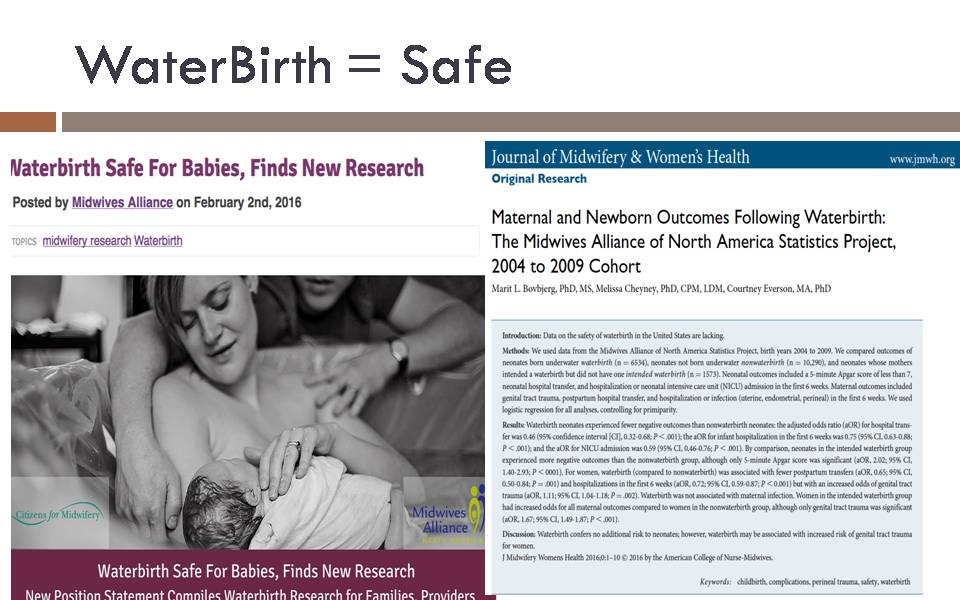 WaterBirth = Safe
Waterbirth Safe For Babies, Finds New Research
Posted by Midwives Alliance on February 2nd, 2016
TOPICS midwifery research Waterbirth
Citizens for Midwifery
Midwives
Alliance
NORTH AMERICA
Waterbirth Safe For Babies, Finds New Research
New Position Statement Compiles Waterbirth Research for Families, Providers
Journal of Midwifery & Women's Health www.jmwh.org
Original Research
Maternal and Newborn Outcomes Following Waterbirth:
The Midwives Alliance of North America Statistics Project,
2004 to 2009 Cohort
Marit L. Bovbjerg, PhD, MS, Melissa Cheyney, PhD, CPM, LDM, Courtney Everson, MA, PhD
Introduction: Data on the safety of waterbirth in the United States are lacking.
Methods: We used data from the Midwives Alliance of North America Statistics Project, birth years 2004 to 2009. We compared outcomes of
neonates born underwater waterbirth (n = 6534), neonates not born underwater nonwaterbirth (n = 10,290), and neonates whose mothers
intended a waterbirth but did not have one intended waterbirth (n = 1573). Neonatal outcomes included a 5-minute Apgar score of less than 7,
neonatal hospital transfer, and hospitalization or neonatal intensive care unit (NICU) admission in the first 6 weeks. Maternal outcomes included
genital tract trauma, postpartum hospital transfer, and hospitalization or infection (uterine, endometrial, perineal) in the first 6 weeks. We used
logistic regression for all analyses, controlling for primiparity.
Results: Waterbirth neonates experienced fewer negative outcomes than nonwaterbirth neonates: the adjusted odds ratio (aOR) for hospital trans-
fer was 0.46 (95% confidence interval [CI], 0.32-0.68; P < .001); the aOR for infant hospitalization in the first 6 weeks was 0.75 (95% CI, 0.63-0.88;
P < .001); and the aOR for NICU admission was 0.59 (95% CI, 0.46-0.76; P < .001). By comparison, neonates in the intended waterbirth group
experienced more negative outcomes than the nonwaterbirth group, although only 5-minute Apgar score was significant (aOR, 2.02; 95% CI,
1.40-2.93; P < 0001). For women, waterbirth (compared to nonwaterbirth) was associated with fewer postpartum transfers (aOR, 0.65; 95% CI,
0.50-0.84; P = .001) and hospitalizations in the first 6 weeks (aOR, 0.72; 95% CI, 0.59-0.87; P < 0.001) but with an increased odds of genital tract
trauma (aOR, 1.11; 95% CI, 1.04-1.18; P = .002). Waterbirth was not associated with maternal infection. Women in the intended waterbirth group
had increased odds for all maternal outcomes compared to women in the nonwaterbirth group, although only genital tract trauma was significant
(aOR, 1.67; 95% CI, 1.49-1.87; P < .001).
Discussion: Waterbirth confers no additional risk to neonates; however, waterbirth may be associated with increased risk of genital tract trauma
for women.
J Midwifery Womens Health 2016;0:1–10 © 2016 by the American College of Nurse-Midwives.
Keywords: childbirth, complications, perineal trauma, safety, waterbirth